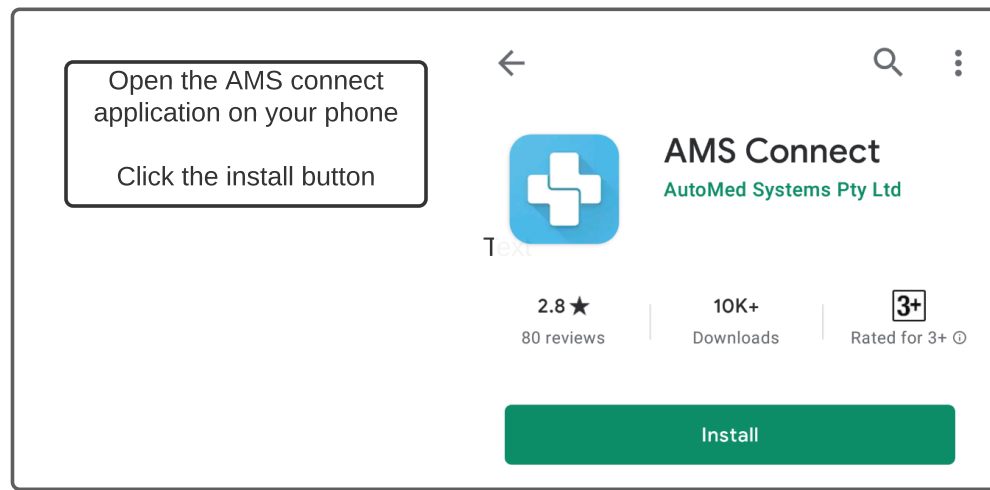 Open the AMS connect
application on your phone
Click the install button
AMS Connect
AutoMed Systems Pty Ltd
Text
2.8★
80 reviews
10K+
Downloads
3+
Rated for 3+
Install